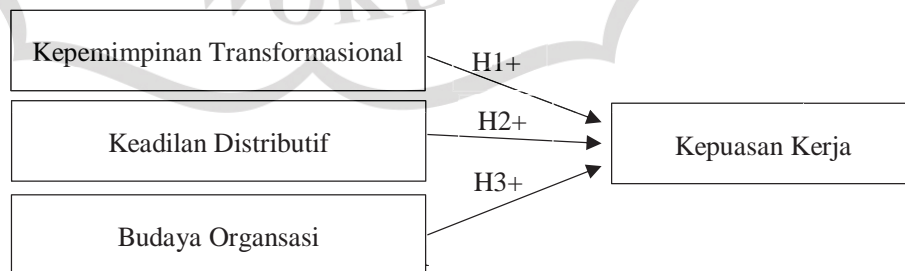 Kepemimpinan Transformasional
H1+
Keadilan Distributif
H2+
Kepuasan Kerja
H3+
Budaya Organsasi